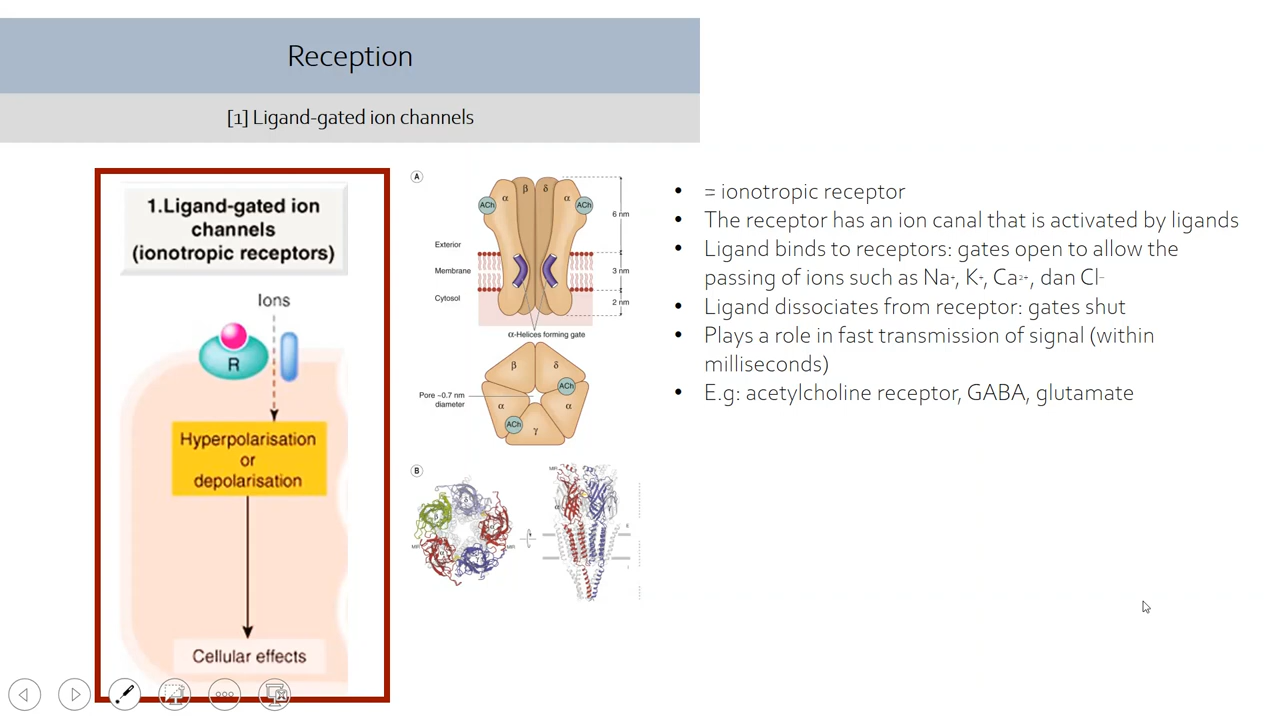 Reception
[1] Ligand-gated ion channels
1.Ligand-gated ion
channels
(ionotropic receptors)
Ions
R
Hyperpolarisation
or
depolarisation
Cellular effects
A
β
δ
α
α
ACh
ACh
6 nm
Exterior
Membrane
3 nm
Cytosol
2 nm
α-Helices forming gate
β
δ
ACh
Pore ~0.7 nm
diameter
α
α
ACh
γ
B
• = ionotropic receptor
• The receptor has an ion canal that is activated by ligands
• Ligand binds to receptors: gates open to allow the
passing of ions such as Na⁺, K⁺, Ca²⁺, dan Cl⁻
• Ligand dissociates from receptor: gates shut
• Plays a role in fast transmission of signal (within
milliseconds)
• E.g: acetylcholine receptor, GABA, glutamate